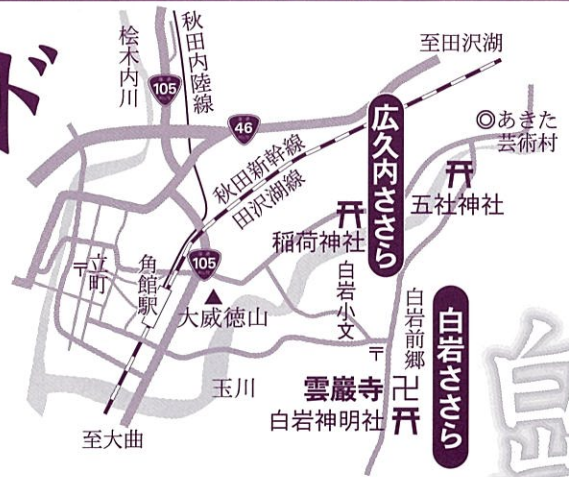 ド
桧木内川
秋田内陸線
105
46
至田沢湖
秋田新幹線
田沢湖線
広久内ささら
◎あきた
芸術村
五社神社
稲荷神社
〒立町
角館駅
105
大威徳山
白岩小文
〒
白岩前郷
白岩ささら
玉川
雲巌寺
白岩神明社
至大曲